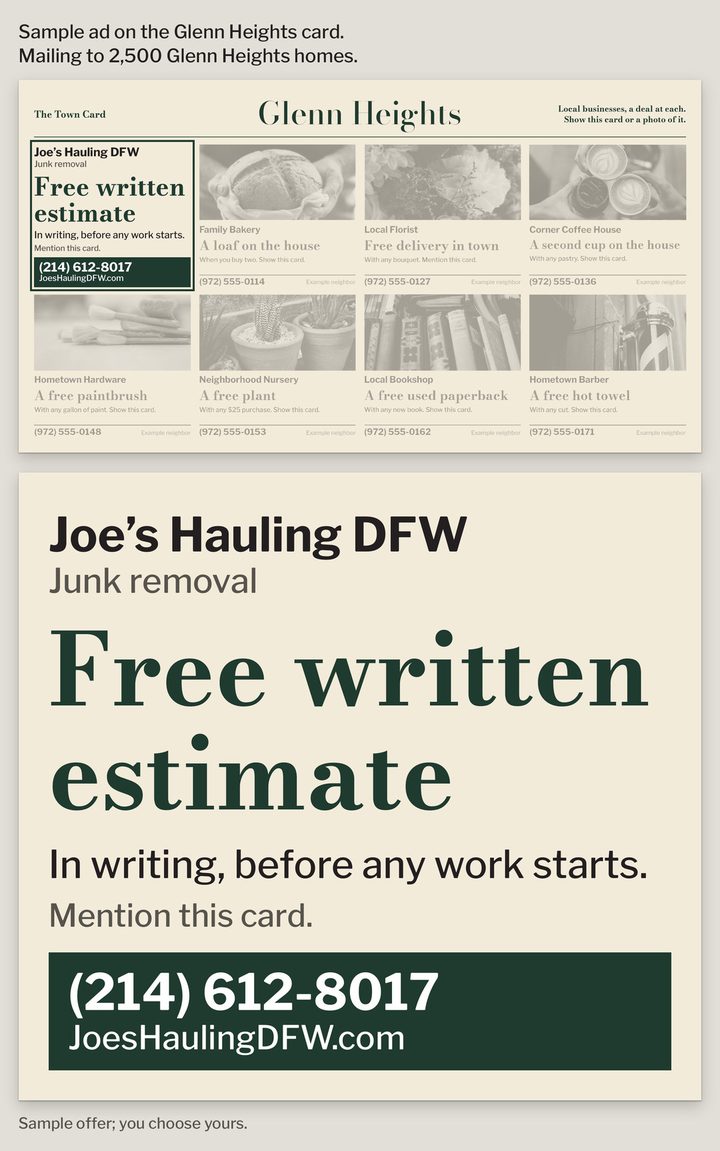 Sample ad on the Glenn Heights card.
Mailing to 2,500 Glenn Heights homes.
The Town Card
Glenn Heights
Local businesses, a deal at each.
Show this card or a photo of it.
Joe's Hauling DFW
Junk removal
Free written
estimate
In writing, before any work starts.
Mention this card.
(214) 612-8017
JoesHaulingDFW.com
Family Bakery
A loaf on the house
When you buy two. Show this card.
(972) 555-0114
Local Florist
Free delivery in town
With any bouquet. Mention this card.
(972) 555-0127
Example neighbor
Corner Coffee House
A second cup on the house
With any pastry. Show this card.
(972) 555-0136
Example neighbor
Hometown Hardware
A free paintbrush
With any gallon of paint. Show this card.
(972) 555-0148
Example neighbor
Neighborhood Nursery
A free plant
With any $25 purchase. Show this card.
(972) 555-0153
Example neighbor
Local Bookshop
A free used paperback
With any new book. Show this card.
(972) 555-0162
Example neighbor
Hometown Barber
A free hot towel
With any cut. Show this card.
(972) 555-0171
Example neighbor
Joe’s Hauling DFW
Junk removal
Free written
estimate
In writing, before any work starts.
Mention this card.
(214) 612-8017
JoesHaulingDFW.com
Sample offer; you choose yours.